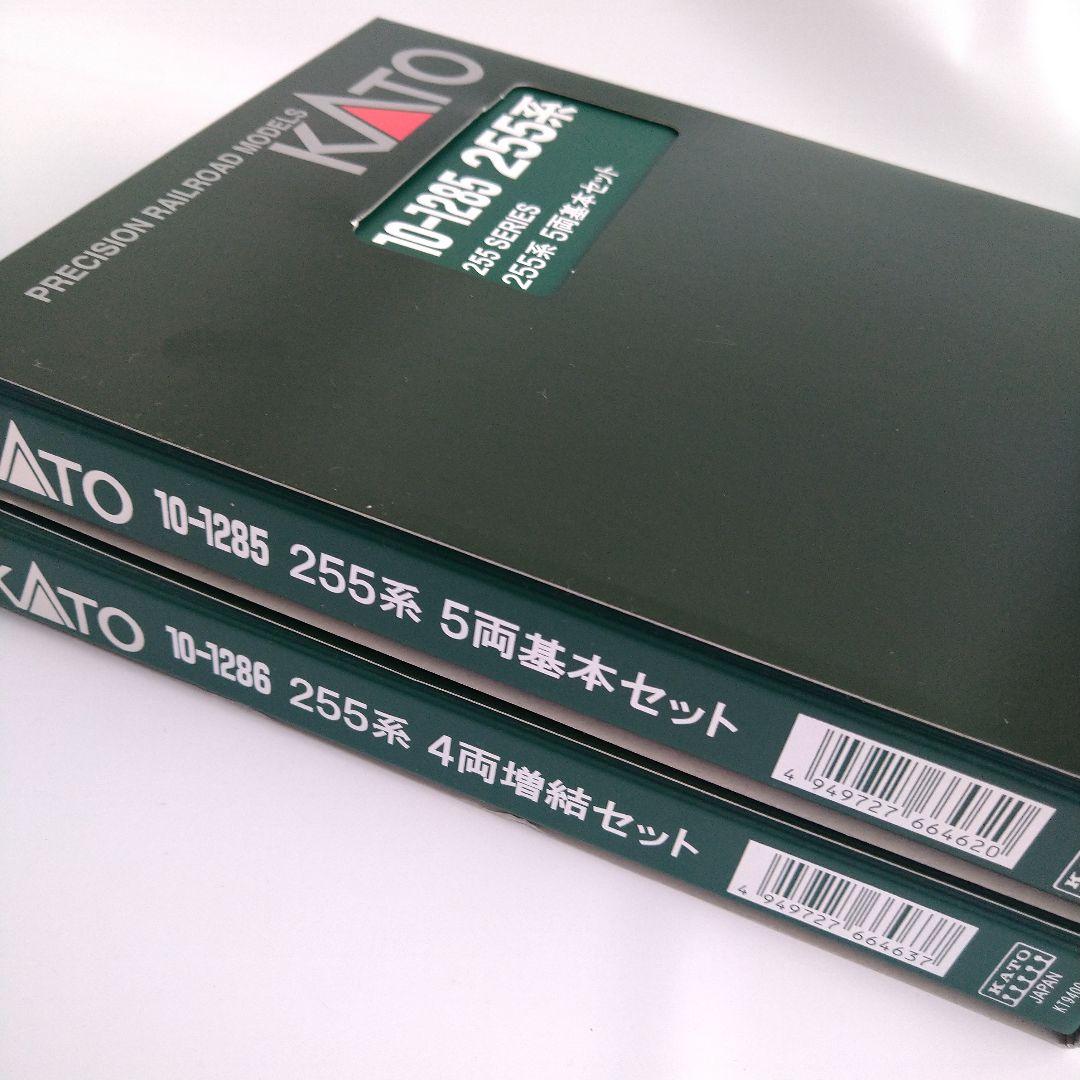 PRECISION RAILROAD MODELS
KATO
10-1285 255系
255 SERIES
255系 5両基本セット
KATO 10-1285 255系 5両基本セット
4 949727 664620
KATO 10-1286 255系 4両増結セット
4 949727 664637
KATO
JAPAN